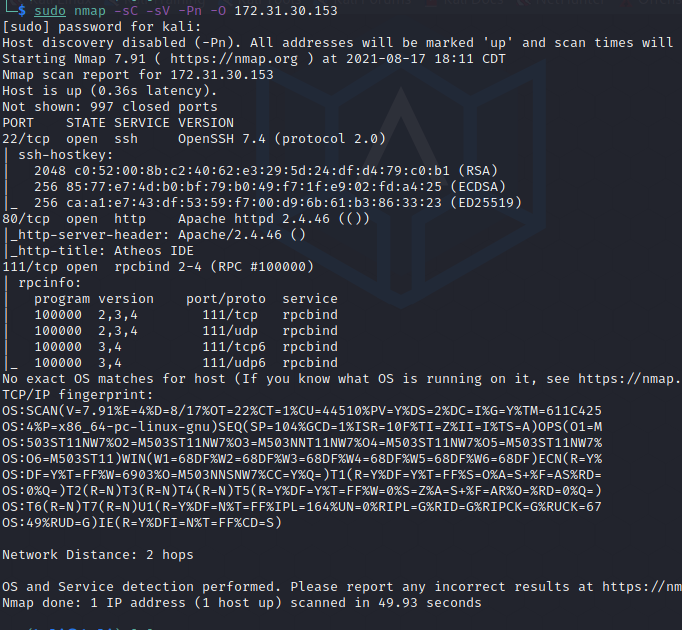 $ sudo nmap -sC -sV -Pn -O 172.31.30.153
[sudo] password for kali:
Host discovery disabled (-Pn). All addresses will be marked 'up' and scan times will
Starting Nmap 7.91 ( https://nmap.org ) at 2021-08-17 18:11 CDT
Nmap scan report for 172.31.30.153
Host is up (0.36s latency).
Not shown: 997 closed ports
PORT    STATE SERVICE VERSION
22/tcp  open  ssh     OpenSSH 7.4 (protocol 2.0)
| ssh-hostkey:
|   2048 c0:52:00:8b:c2:40:62:e3:29:5d:24:df:d4:79:c0:b1 (RSA)
|   256 85:77:e7:4d:b0:bf:79:b0:49:f7:1f:e9:02:fd:a4:25 (ECDSA)
|_  256 ca:a1:e7:43:df:53:59:f7:00:d9:6b:61:b3:86:33:23 (ED25519)
80/tcp  open  http    Apache httpd 2.4.46 (())
|_http-server-header: Apache/2.4.46 ()
|_http-title: Atheos IDE
111/tcp open  rpcbind 2-4 (RPC #100000)
| rpcinfo:
|   program version    port/proto  service
|   100000  2,3,4        111/tcp   rpcbind
|   100000  2,3,4        111/udp   rpcbind
|   100000  3,4          111/tcp6  rpcbind
|_  100000  3,4          111/udp6  rpcbind
No exact OS matches for host (If you know what OS is running on it, see https://nmap.
TCP/IP fingerprint:
OS:SCAN(V=7.91%E=4%D=8/17%OT=22%CT=1%CU=44510%PV=Y%DS=2%DC=I%G=Y%TM=611C425
OS:4%P=x86_64-pc-linux-gnu)SEQ(SP=104%GCD=1%ISR=10F%TI=Z%II=I%TS=A)OPS(O1=M
OS:503ST11NW7%O2=M503ST11NW7%O3=M503NNT11NW7%O4=M503ST11NW7%O5=M503ST11NW7%
OS:O6=M503ST11)WIN(W1=68DF%W2=68DF%W3=68DF%W4=68DF%W5=68DF%W6=68DF)ECN(R=Y%
OS:DF=Y%T=FF%W=6903%O=M503NNSNW7%CC=Y%Q=)T1(R=Y%DF=Y%T=FF%S=O%A=S+%F=AS%RD=
OS:0%Q=)T2(R=N)T3(R=N)T4(R=N)T5(R=Y%DF=Y%T=FF%W=0%S=Z%A=S+%F=AR%O=%RD=0%Q=)
OS:T6(R=N)T7(R=N)U1(R=Y%DF=N%T=FF%IPL=164%UN=0%RIPL=G%RID=G%RIPCK=G%RUCK=67
OS:49%RUD=G)IE(R=Y%DFI=N%T=FF%CD=S)
Network Distance: 2 hops
OS and Service detection performed. Please report any incorrect results at https://nm
Nmap done: 1 IP address (1 host up) scanned in 49.93 seconds